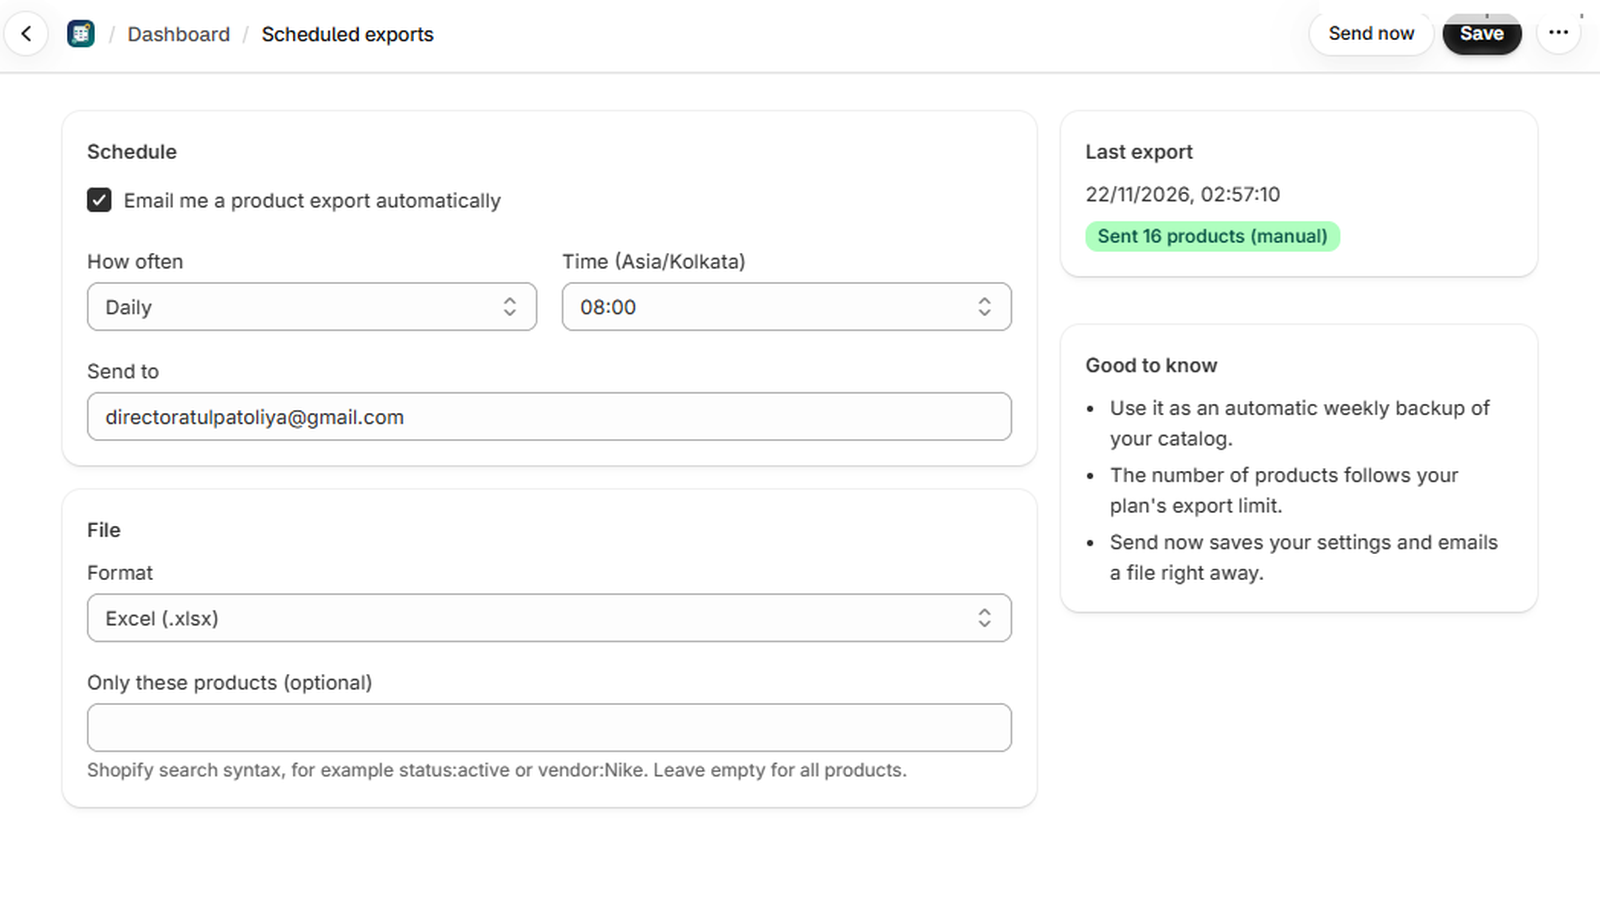 / Dashboard / Scheduled exports
Send now
Save
Schedule
Email me a product export automatically
How often
Time (Asia/Kolkata)
Daily
08:00
Send to
directoratulpatoliya@gmail.com
File
Format
Excel (.xlsx)
Only these products (optional)
Shopify search syntax, for example status:active or vendor:Nike. Leave empty for all products.
Last export
22/11/2026, 02:57:10
Sent 16 products (manual)
Good to know
• Use it as an automatic weekly backup of
your catalog.
• The number of products follows your
plan's export limit.
• Send now saves your settings and emails
a file right away.